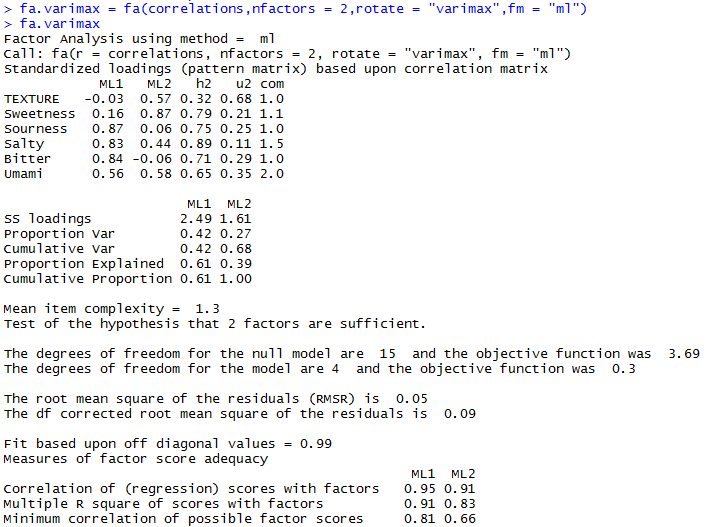 > fa.varimax = fa(correlations,nfactors = 2,rotate = "varimax",fm = "ml")
> fa.varimax
Factor Analysis using method =  ml
Call: fa(r = correlations, nfactors = 2, rotate = "varimax", fm = "ml")
Standardized loadings (pattern matrix) based upon correlation matrix
            ML1   ML2   h2   u2 com
TEXTURE   -0.03  0.57 0.32 0.68 1.0
Sweetness  0.16  0.87 0.79 0.21 1.1
Sourness   0.87  0.06 0.75 0.25 1.0
Salty      0.83  0.44 0.89 0.11 1.5
Bitter     0.84 -0.06 0.71 0.29 1.0
Umami      0.56  0.58 0.65 0.35 2.0
                       ML1  ML2
SS loadings           2.49 1.61
Proportion Var        0.42 0.27
Cumulative Var        0.42 0.68
Proportion Explained  0.61 0.39
Cumulative Proportion 0.61 1.00
Mean item complexity =  1.3
Test of the hypothesis that 2 factors are sufficient.
The degrees of freedom for the null model are  15  and the objective function was  3.69
The degrees of freedom for the model are 4  and the objective function was  0.3
The root mean square of the residuals (RMSR) is  0.05
The df corrected root mean square of the residuals is  0.09
Fit based upon off diagonal values = 0.99
Measures of factor score adequacy
                                                ML1  ML2
Correlation of (regression) scores with factors   0.95 0.91
Multiple R square of scores with factors          0.91 0.83
Minimum correlation of possible factor scores     0.81 0.66